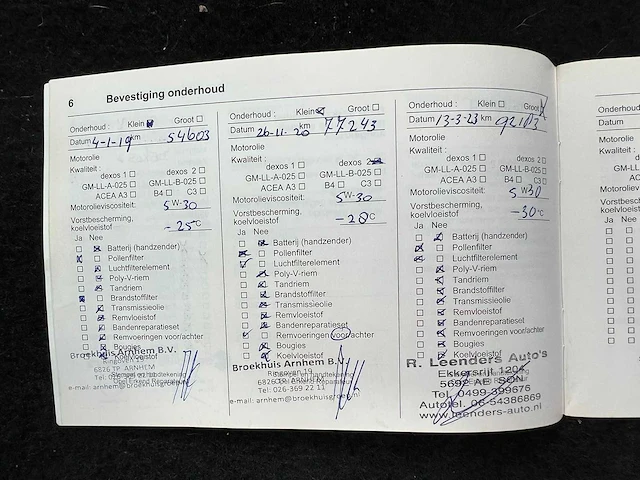 6 Bevestiging onderhoud
Onderhoud : Klein Groot
Datum 4-1-19 km 54603
Motorolie
Kwaliteit :
dexos 1 dexos 2
GM-LL-A-025 GM-LL-B-025
ACEA A3 B4 C3
Motorolieviscositeit: 5W-30
Vorstbescherming,
koelvloeistof -25°C
Ja Nee
Batterij (handzender)
Pollenfilter
Luchtfilterelement
Poly-V-riem
Tandriem
Brandstoffilter
Transmissieolie
Remvloeistof
Bandenreparatieset
Remvoeringen voor/achter
Bougies
Koelvloeistof
Broekhuis Arnhem B.V.
6826 TP ARNHEM
e-mail: arnhem@broekhuisgroep.nl
Onderhoud : Klein Groot
Datum 26-11-20 km 77243
Motorolie
Kwaliteit :
dexos 1 dexos 2
GM-LL-A-025 GM-LL-B-025
ACEA A3 B4 C3
Motorolieviscositeit: 5W-30
Vorstbescherming,
koelvloeistof -28°C
Ja Nee
Batterij (handzender)
Pollenfilter
Luchtfilterelement
Poly-V-riem
Tandriem
Brandstoffilter
Transmissieolie
Remvloeistof
Bandenreparatieset
Remvoeringen voor/achter
Bougies
Koelvloeistof
Broekhuis Arnhem B.V.
Tel: 026-369 22 11
e-mail: arnhem@broekhuisgroep.nl
Onderhoud : Klein Groot
Datum 13-3-23 km
Motorolie
Kwaliteit :
dexos 1 dexos 2
GM-LL-A-025 GM-LL-B-025
ACEA A3 B4 C3
Motorolieviscositeit: 5W30
Vorstbescherming,
koelvloeistof -30°C
Ja Nee
Batterij (handzender)
Pollenfilter
Luchtfilterelement
Poly-V-riem
Tandriem
Brandstoffilter
Transmissieolie
Remvloeistof
Bandenreparatieset
Remvoeringen voor/achter
Bougies
Koelvloeistof
R. Leenders Auto's
Ekkersrijt 1204
5692 AE SON
Tel. 0499-399676
Autotel. 06-54386869
www.leenders-auto.nl